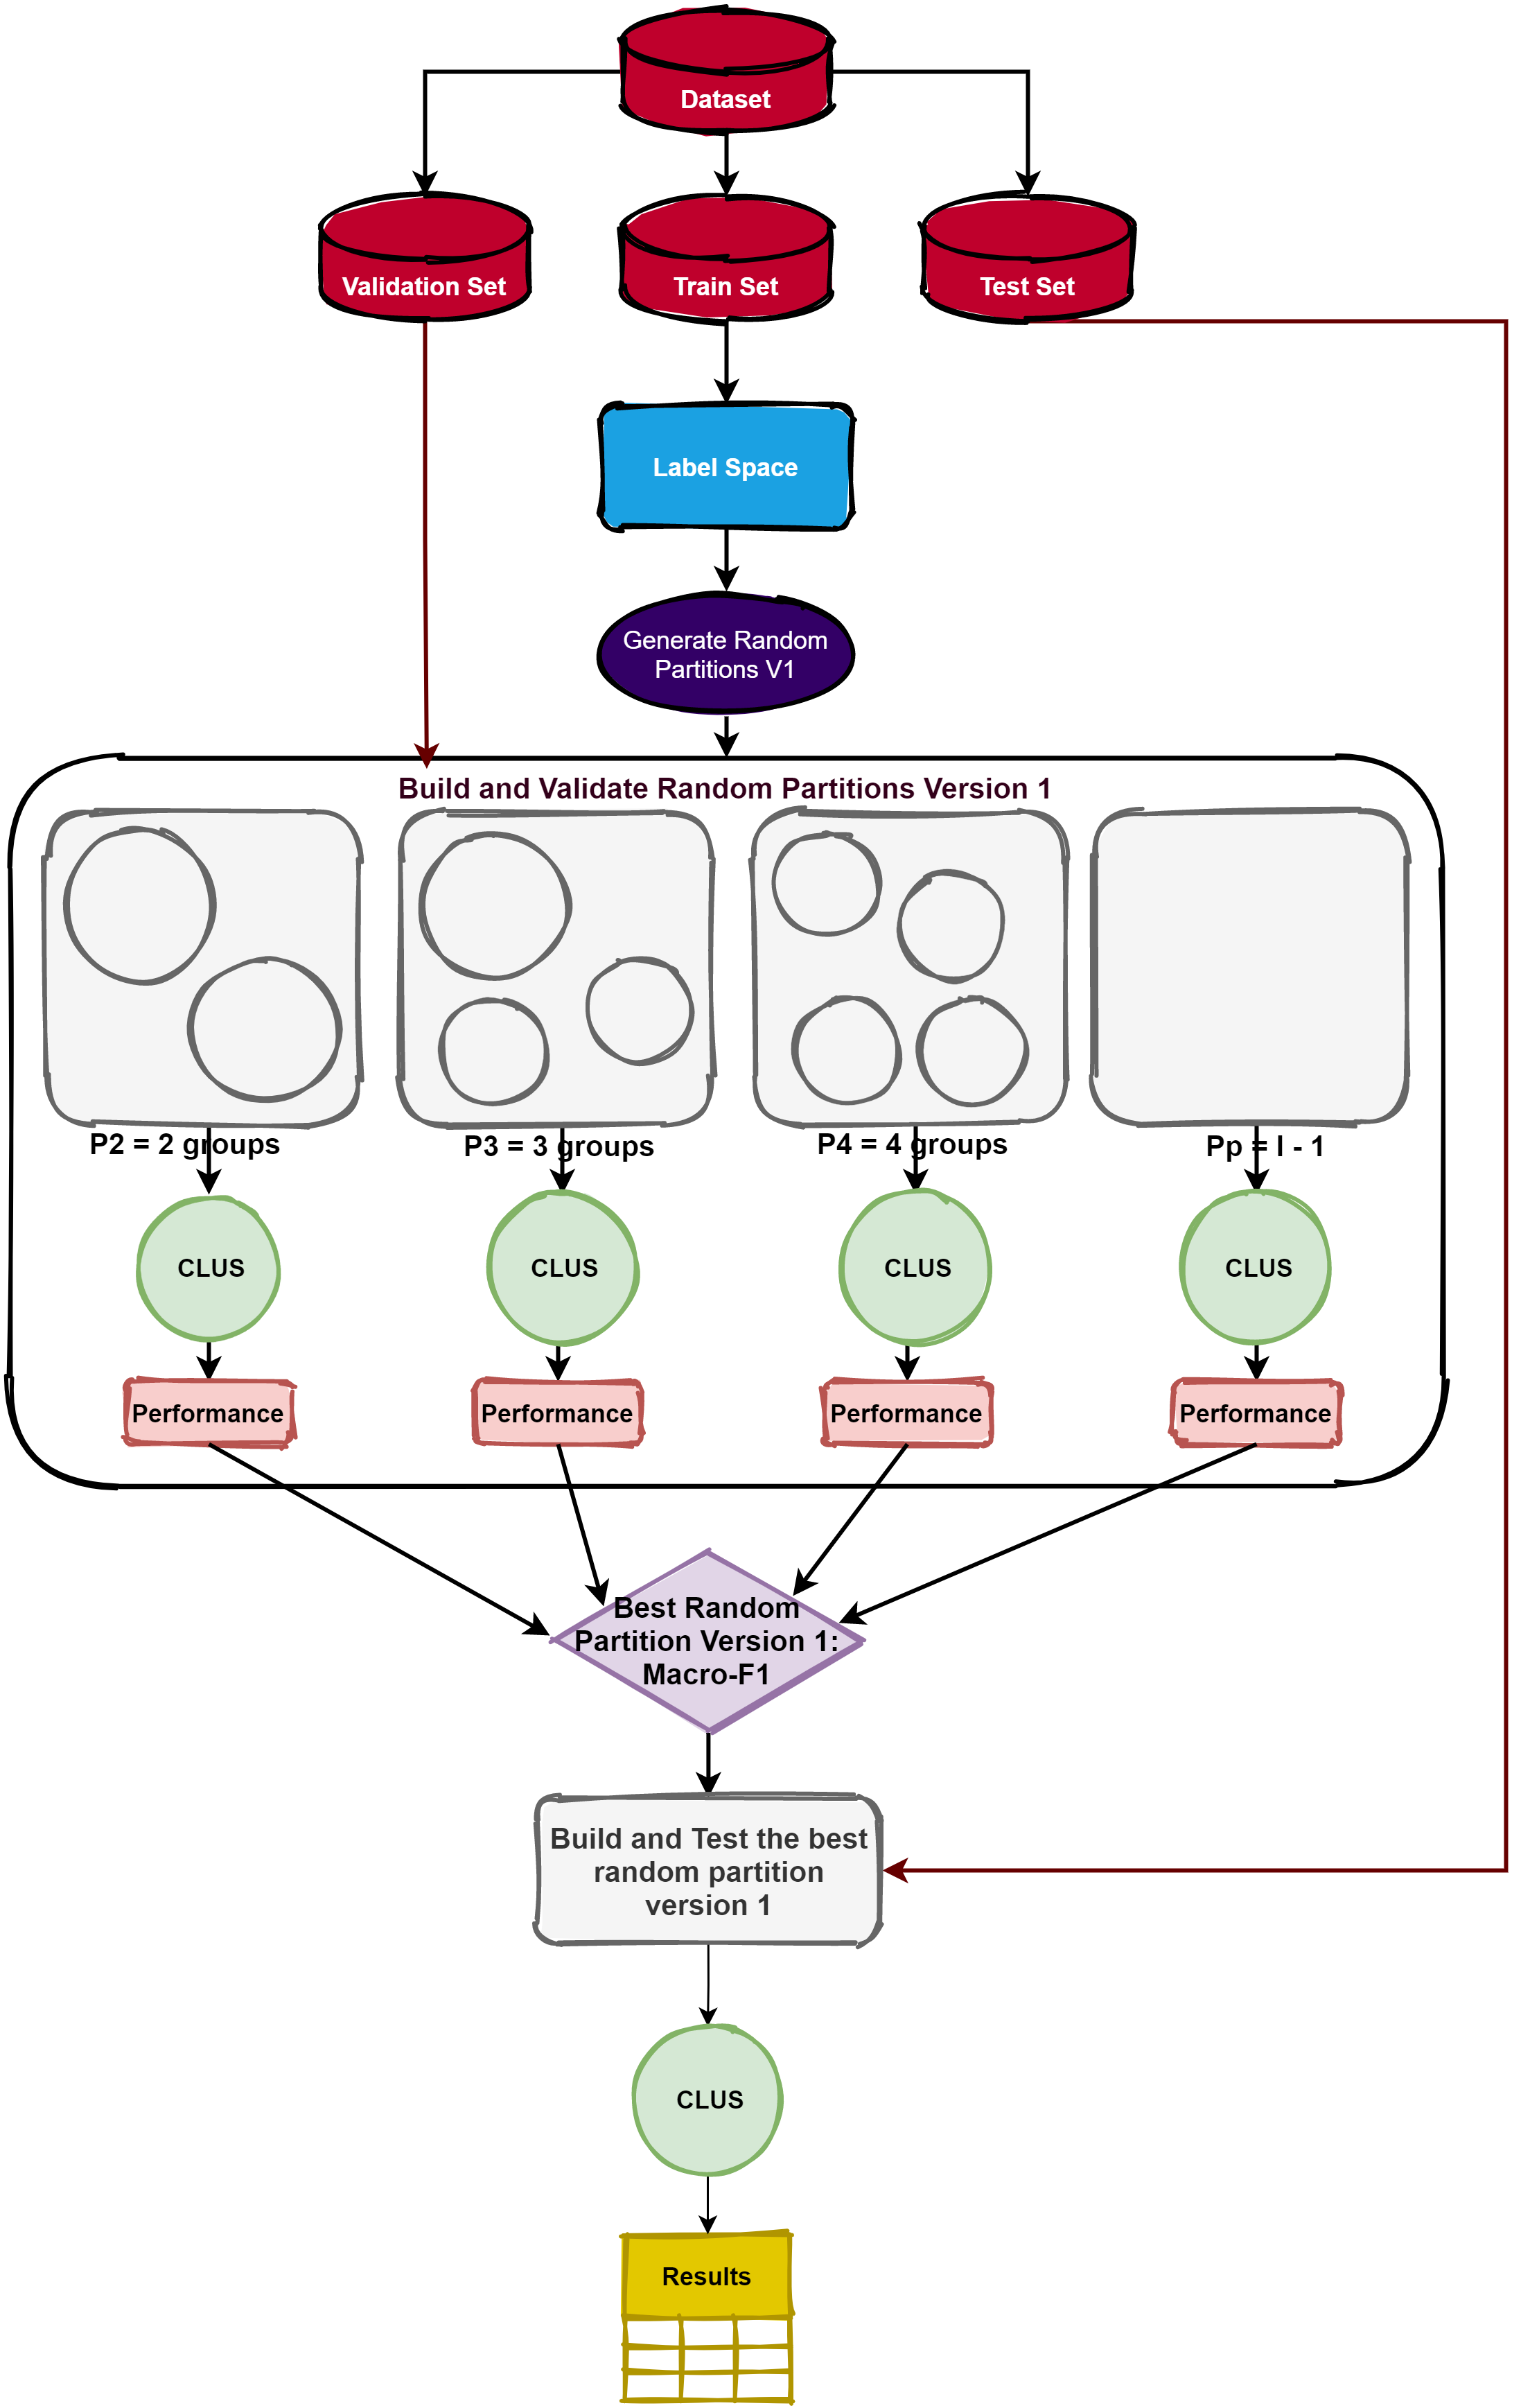 Dataset
Validation Set
Train Set
Test Set
Label Space
Generate Random
Partitions V1
Build and Validate Random Partitions Version 1
P2 = 2 groups
P3 = 3 groups
P4 = 4 groups
Pp = l - 1
CLUS
CLUS
CLUS
CLUS
Performance
Performance
Performance
Performance
Best Random
Partition Version 1:
Macro-F1
Build and Test the best
random partition
version 1
CLUS
Results